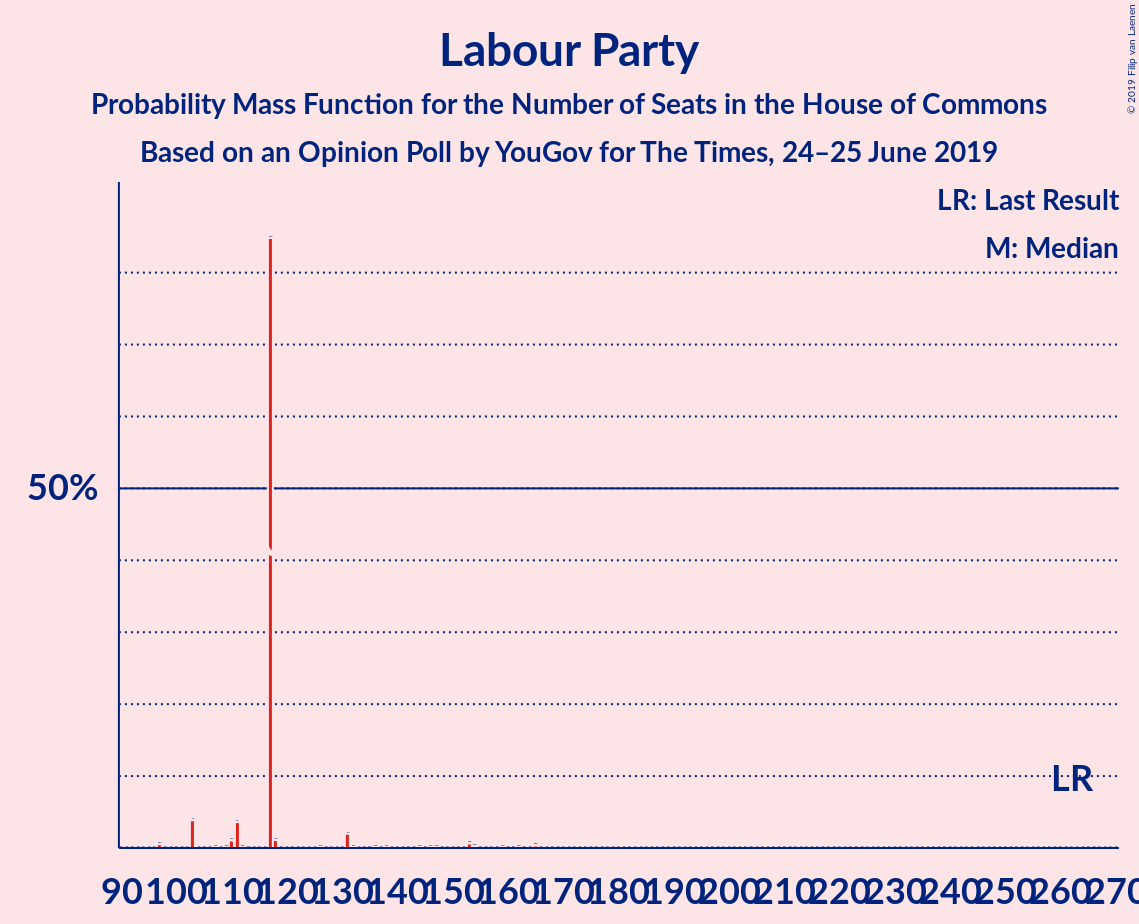 Labour Party
Probability Mass Function for the Number of Seats in the House of Commons
Based on an Opinion Poll by YouGov for The Times, 24–25 June 2019
© 2019 Filip van Laenen
LR: Last Result
M: Median
50%
LR
90 100 110 120 130 140 150 160 170 180 190 200 210 220 230 240 250 260 270